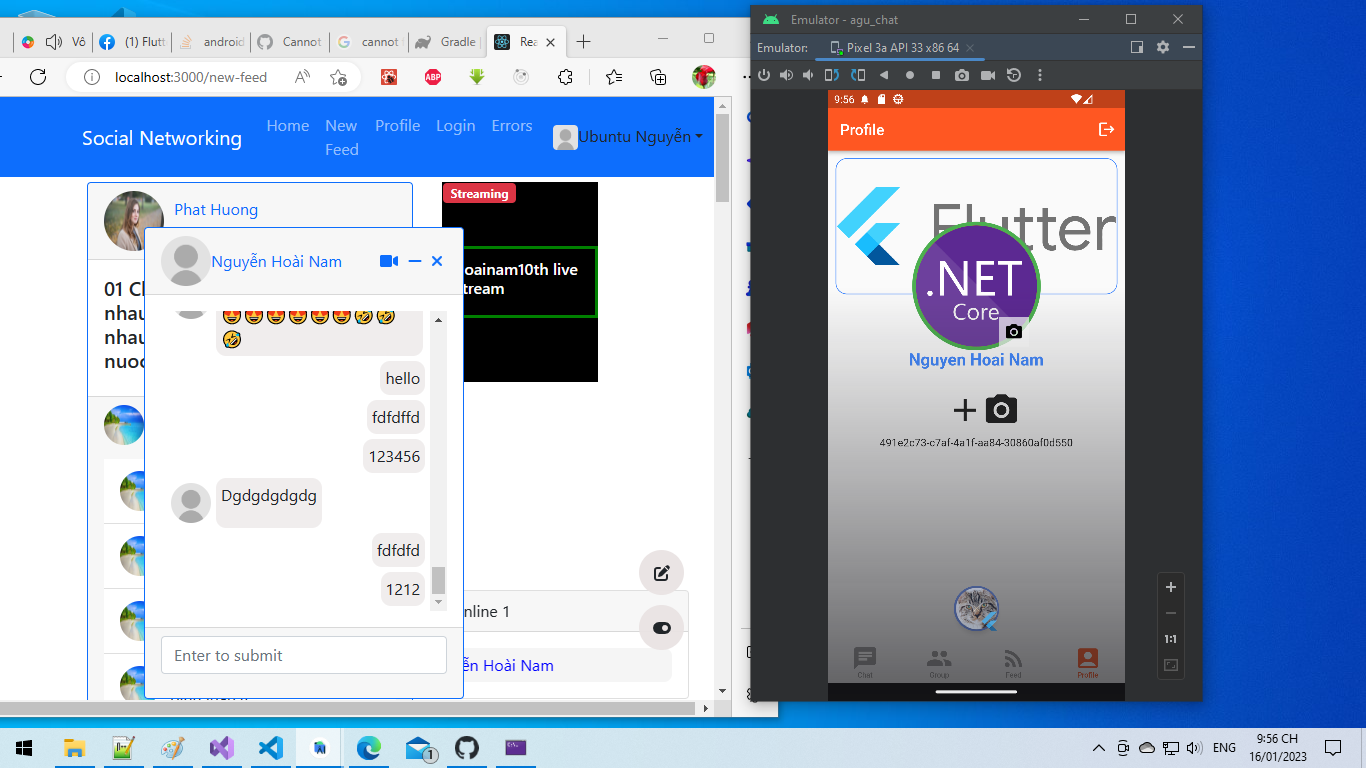 Vô
(1) Flutt
android
Cannot
cannot
Gradle
Rea
localhost:3000/new-feed
A))
ABP
Social Networking
Home
New Feed
Profile
Login
Errors
Ubuntu Nguyễn
Phat Huong
Streaming
oainam10th live
tream
01 Cl
nhau
nhau
nuoc
Nguyễn Hoài Nam
😍😍😍😍😍😍🤣🤣
🤣
hello
fdfdffd
123456
Dgdgdgdgdg
fdfdfd
1212
Enter to submit
nline 1
ễn Hoài Nam
Emulator - agu_chat
Emulator:
Pixel 3a API 33 x86 64
9:56
Profile
Flutter
.NET
Core
Nguyen Hoai Nam
491e2c73-c7af-4a1f-aa84-30860af0d550
Chat
Group
Feed
Profile
1:1
1
ENG
9:56 CH
16/01/2023